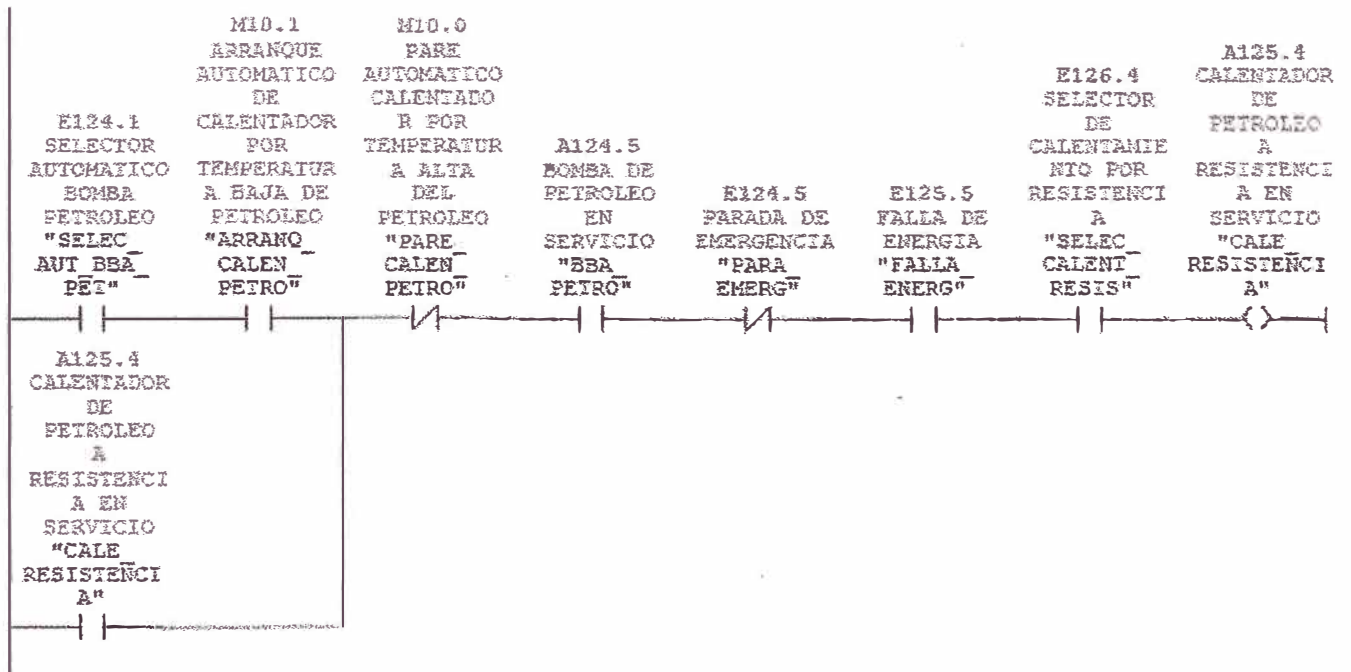 E124.1
SELECTOR
AUTOMATICO
BOMBA
PETROLEO
"SELEC_
AUT_BBA_
PET"
M10.1
ARRANQUE
AUTOMATICO
DE
CALENTADOR
POR
TEMPERATUR
A BAJA DE
PETROLEO
"ARRANQ_
CALEN_
PETRO"
M10.0
PARE
AUTOMATICO
CALENTADO
R POR
TEMPERATUR
A ALTA
DEL
PETROLEO
"PARE_
CALEN_
PETRO"
A124.5
BOMBA DE
PETROLEO
EN
SERVICIO
"BBA_
PETRO"
E124.5
PARADA DE
EMERGENCIA
"PARA_
EMERG"
E125.5
FALLA DE
ENERGIA
"FALLA_
ENERG"
E126.4
SELECTOR
DE
CALENTAMIE
NTO POR
RESISTENCI
A
"SELEC_
CALENT_
RESIS"
A125.4
CALENTADOR
DE
PETROLEO
A
RESISTENCI
A EN
SERVICIO
"CALE_
RESISTENCI
A"
A125.4
CALENTADOR
DE
PETROLEO
A
RESISTENCI
A EN
SERVICIO
"CALE_
RESISTENCI
A"